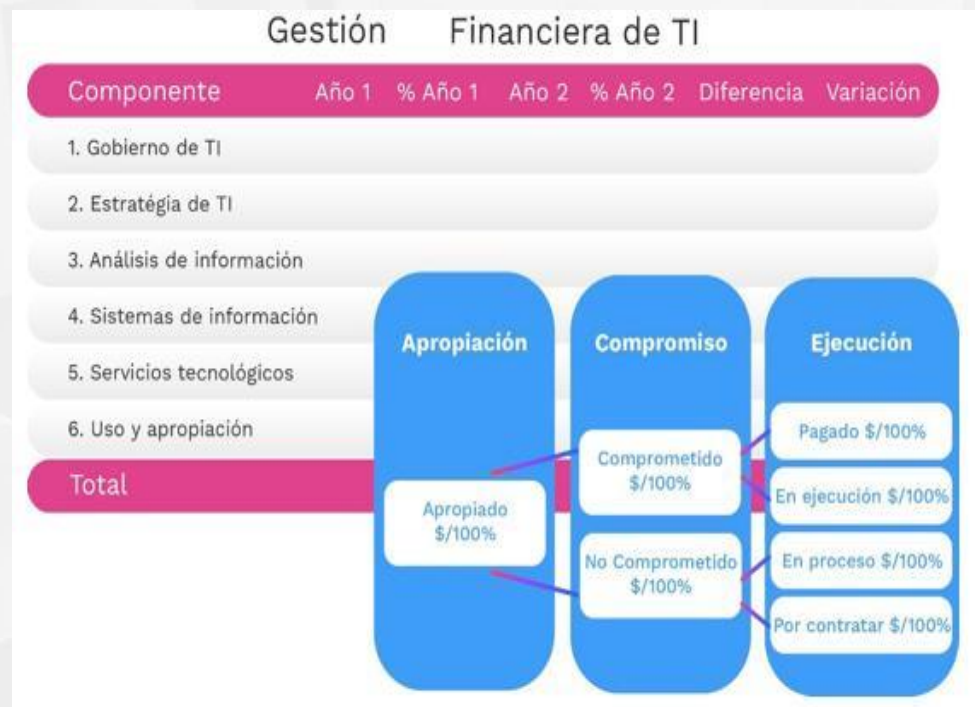 Gestión Financiera de TI
Componente Año 1 % Año 1 Año 2 % Año 2 Diferencia Variación
1. Gobierno de TI
2. Estratégia de TI
3. Análisis de información
4. Sistemas de información
5. Servicios tecnológicos
6. Uso y apropiación
Total
Apropiación
Apropiado
$/100%
Compromiso
Comprometido
$/100%
No Comprometido
$/100%
Ejecución
Pagado $/100%
En ejecución $/100%
En proceso $/100%
Por contratar $/100%